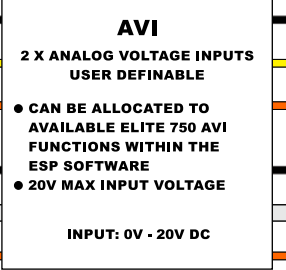 AVI
2 X ANALOG VOLTAGE INPUTS
USER DEFINABLE
● CAN BE ALLOCATED TO
AVAILABLE ELITE 750 AVI
FUNCTIONS WITHIN THE
ESP SOFTWARE
● 20V MAX INPUT VOLTAGE
INPUT: 0V - 20V DC